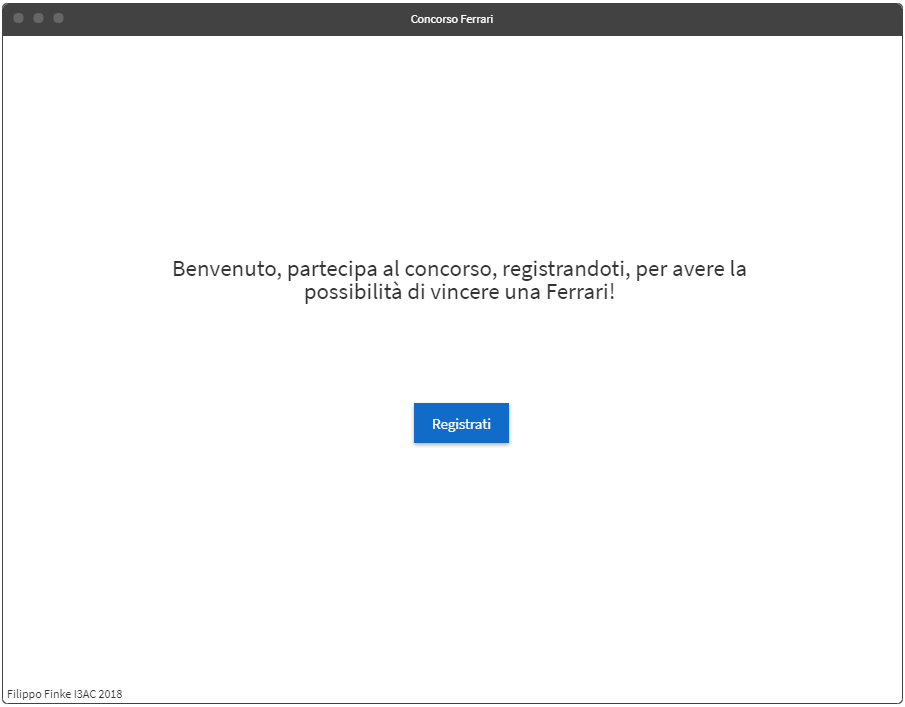 Concorso Ferrari
Benvenuto, partecipa al concorso, registrandoti, per avere la
possibilità di vincere una Ferrari!
Registrati
Filippo Finke I3AC 2018